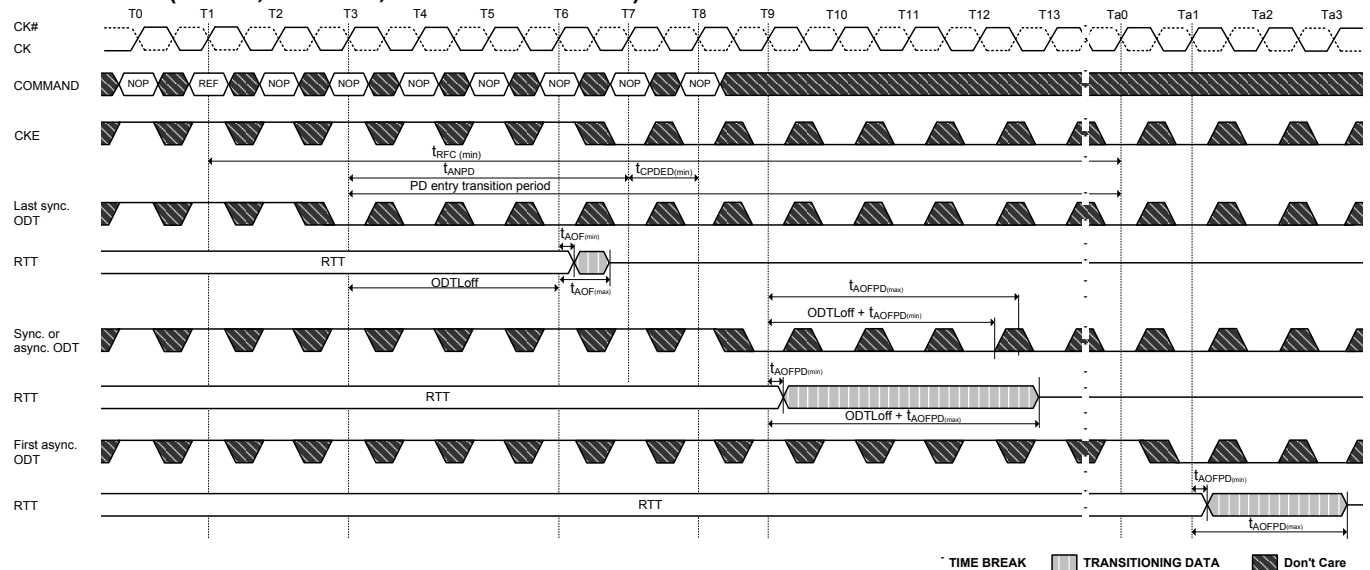 T0 T1 T2 T3 T4 T5 T6 T7 T8 T9 T10 T11 T12 T13 Ta0 Ta1 Ta2 Ta3
CK#
CK
COMMAND NOP REF NOP NOP NOP NOP NOP NOP NOP
CKE
tRFC (min)
tANPD tCPDED(min)
PD entry transition period
Last sync.
ODT
tAOF(min)
RTT RTT
ODTLoff tAOF(max)
tAOFPD(max)
ODTLoff + tAOFPD(min)
Sync. or
async. ODT
tAOFPD(min)
RTT RTT
ODTLoff + tAOFPD(max)
First async.
ODT
tAOFPD(min)
RTT RTT
tAOFPD(max)
TIME BREAK TRANSITIONING DATA Don't Care